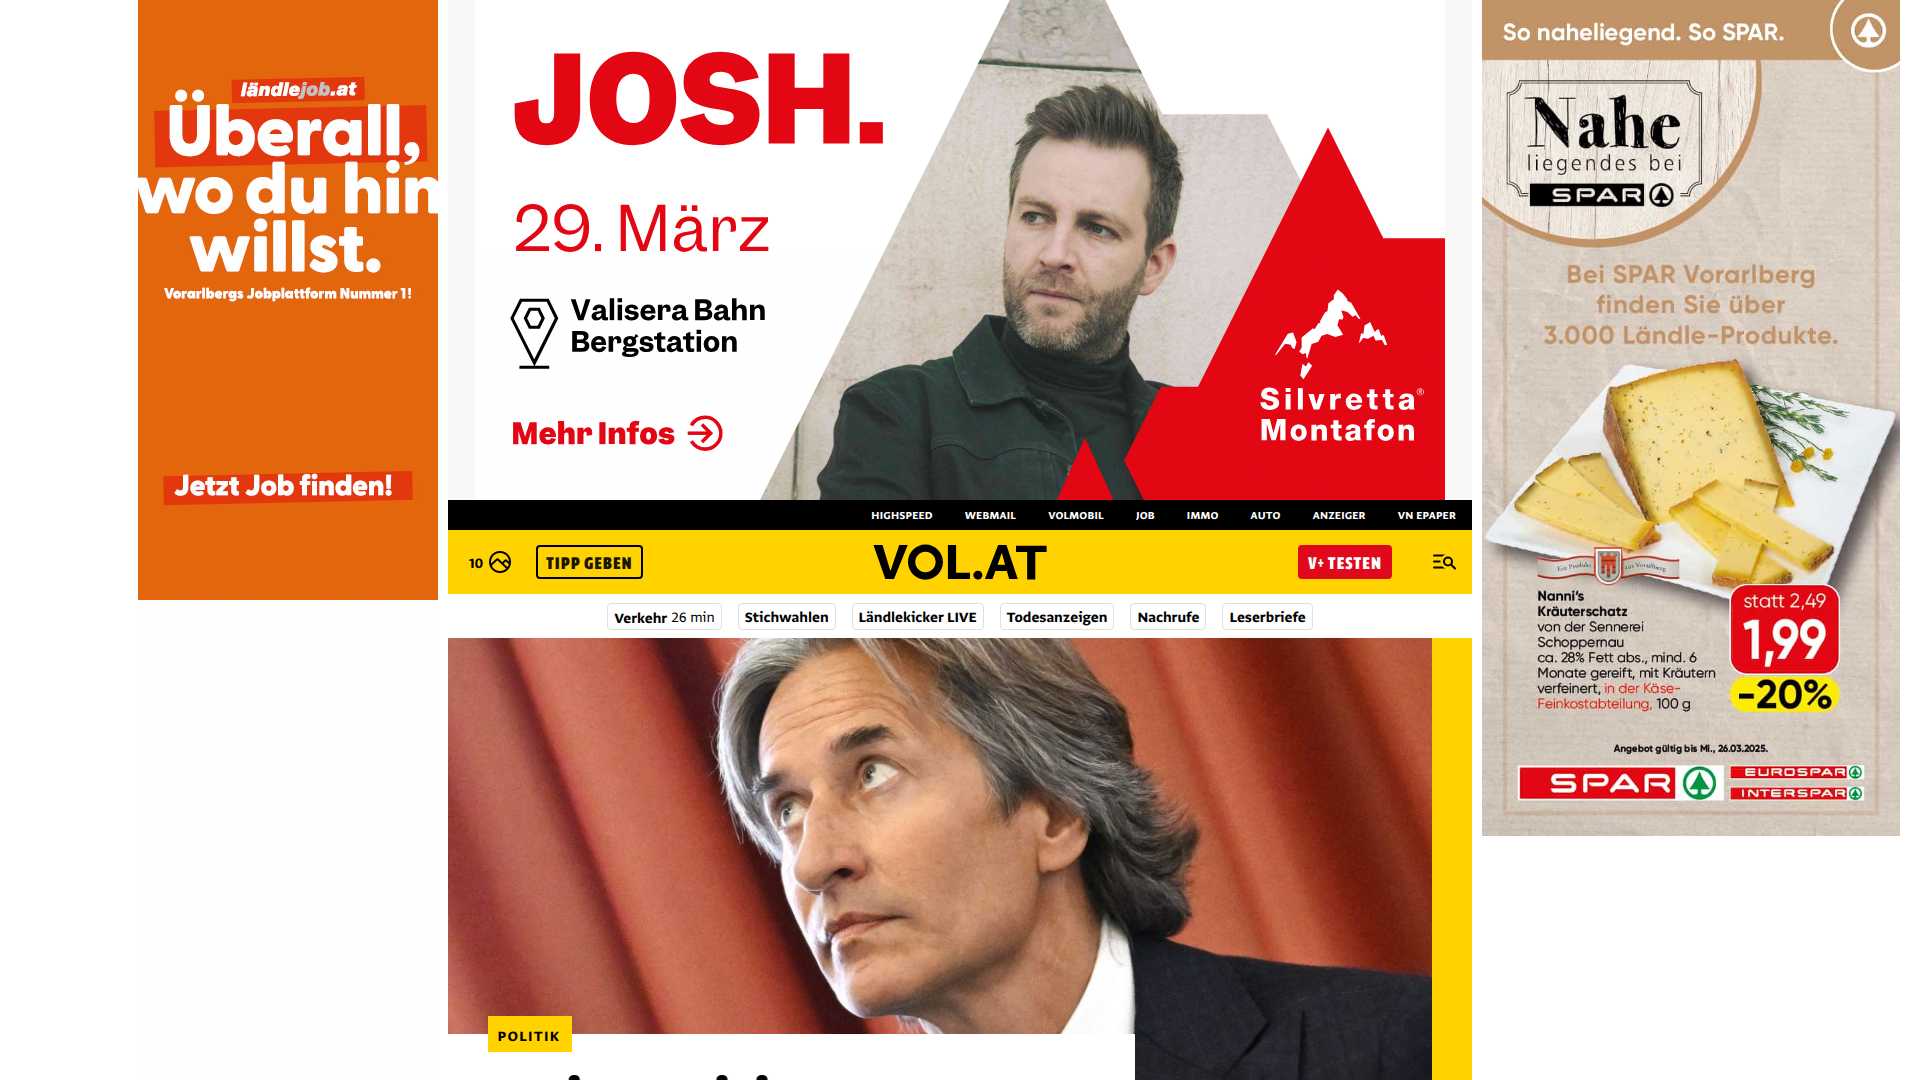 ländlejob.at
Überall,
wo du hin
willst.
Vorarlbergs Jobplattform Nummer 1!
Jetzt Job finden!
JOSH.
29. März
Valisera Bahn
Bergstation
Mehr Infos
Silvretta®
Montafon
So naheliegend. So SPAR.
Nahe
liegendes bei
SPAR
Bei SPAR Vorarlberg
finden Sie über
3.000 Ländle-Produkte.
Ein Produkt aus Vorarlberg
Nanni's
Kräuterschatz
von der Sennerei
Schoppernau
ca. 28% Fett abs., mind. 6
Monate gereift, mit Kräutern
verfeinert, in der Käse-
Feinkostabteilung, 100 g
statt 2,49
1,99
-20%
Angebot gültig bis Mi., 26.03.2025.
SPAR
EUROSPAR
INTERSPAR
HIGHSPEED WEBMAIL VOLMOBIL JOB IMMO AUTO ANZEIGER VN EPAPER
10 TIPP GEBEN VOL.AT V+ TESTEN
Verkehr 26 min Stichwahlen Ländlekicker LIVE Todesanzeigen Nachrufe Leserbriefe
POLITIK